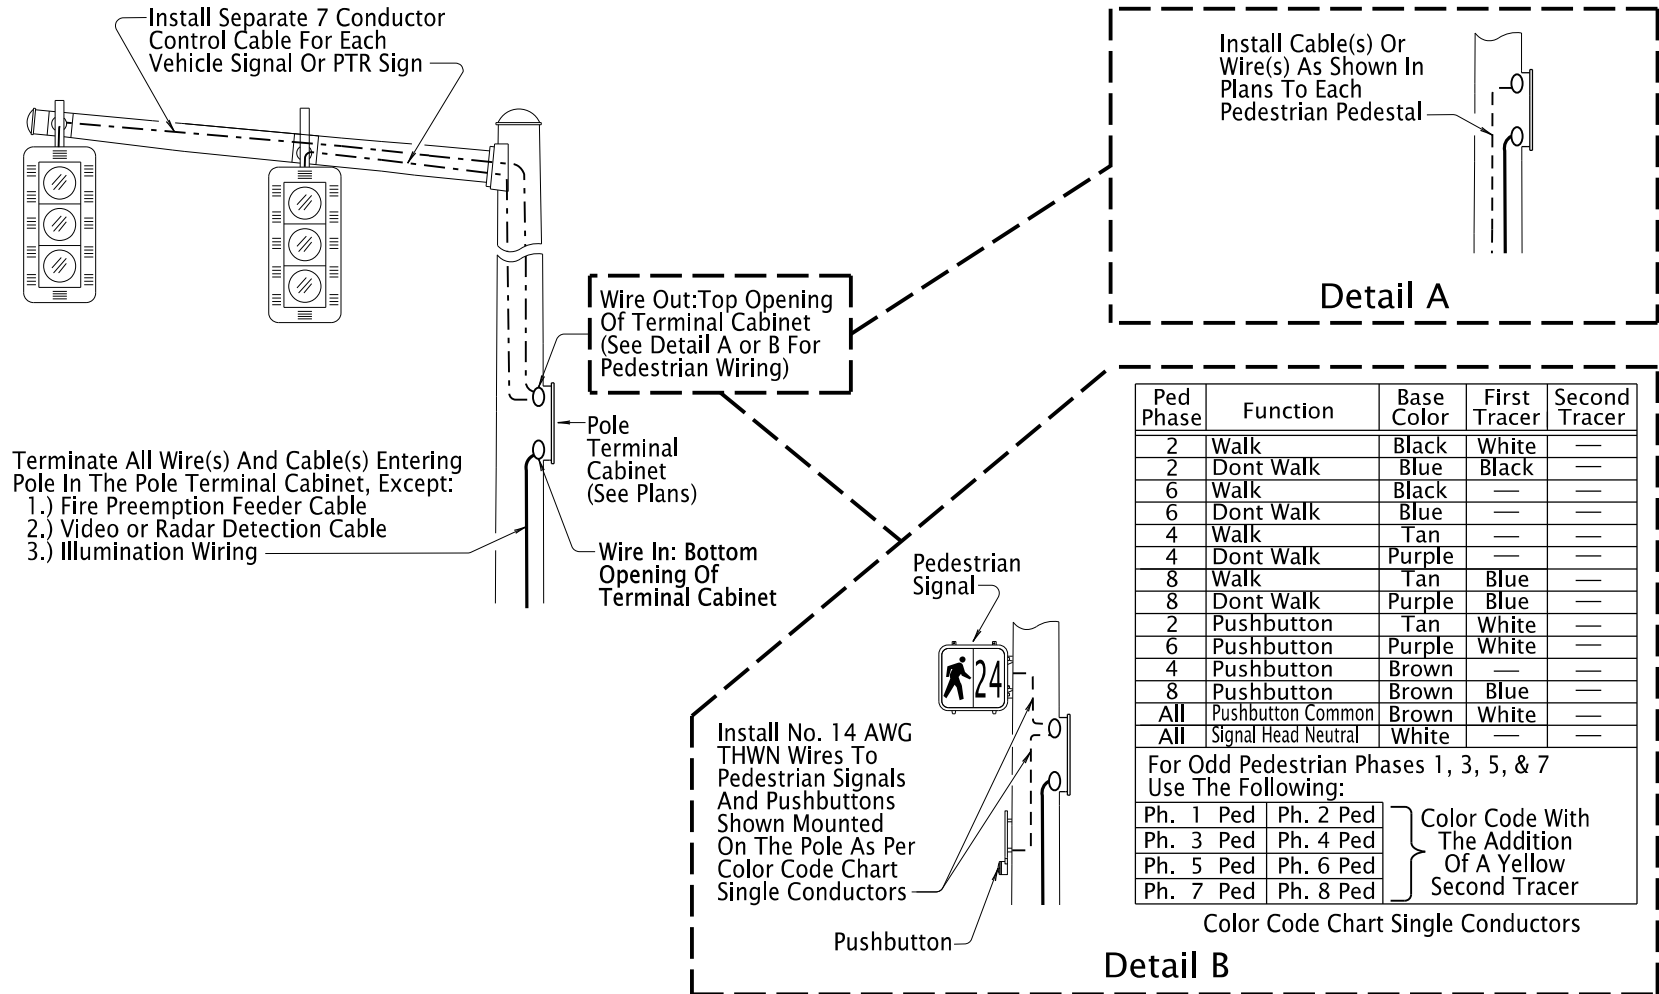 Install Separate 7 Conductor
Control Cable For Each
Vehicle Signal Or PTR Sign
Wire Out:Top Opening
Of Terminal Cabinet
(See Detail A or B For
Pedestrian Wiring)
Pole
Terminal
Cabinet
(See Plans)
Terminate All Wire(s) And Cable(s) Entering
Pole In The Pole Terminal Cabinet, Except:
1.) Fire Preemption Feeder Cable
2.) Video or Radar Detection Cable
3.) Illumination Wiring
Wire In: Bottom
Opening Of
Terminal Cabinet
Install Cable(s) Or
Wire(s) As Shown In
Plans To Each
Pedestrian Pedestal
Detail A
Pedestrian
Signal
24
Install No. 14 AWG
THWN Wires To
Pedestrian Signals
And Pushbuttons
Shown Mounted
On The Pole As Per
Color Code Chart
Single Conductors
Pushbutton
Ped Phase Function Base Color First Tracer Second Tracer
2 Walk Black White —
2 Dont Walk Blue Black —
6 Walk Black — —
6 Dont Walk Blue — —
4 Walk Tan — —
4 Dont Walk Purple — —
8 Walk Tan Blue —
8 Dont Walk Purple Blue —
2 Pushbutton Tan White —
6 Pushbutton Purple White —
4 Pushbutton Brown — —
8 Pushbutton Brown Blue —
All Pushbutton Common Brown White —
All Signal Head Neutral White — —
For Odd Pedestrian Phases 1, 3, 5, & 7
Use The Following:
Ph. 1 Ped Ph. 2 Ped
Ph. 3 Ped Ph. 4 Ped
Ph. 5 Ped Ph. 6 Ped
Ph. 7 Ped Ph. 8 Ped
Color Code With
The Addition
Of A Yellow
Second Tracer
Color Code Chart Single Conductors
Detail B